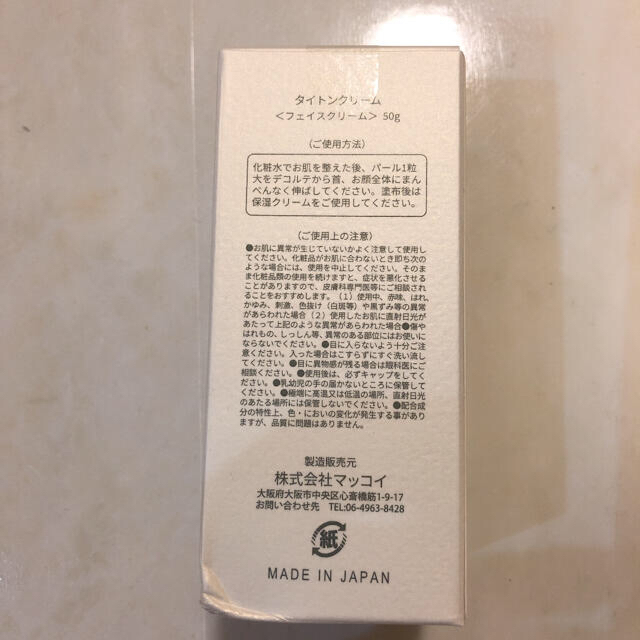 タイトンクリーム
＜フェイスクリーム＞ 50g
（ご使用方法）
化粧水でお肌を整えた後、パール1粒
大をデコルテから首、お顔全体にまん
べんなく伸ばしてください。塗布後は
保湿クリームをご使用してください。
（ご使用上の注意）
●お肌に異常が生じていないかよく注意して使用し
てください。化粧品がお肌に合わないとき即ち次の
ような場合には、使用を中止してください。そのま
ま化粧品類の使用を続けますと、症状を悪化させる
ことがありますので、皮膚科専門医等にご相談され
ることをおすすめします。（1）使用中、赤味、はれ、
かゆみ、刺激、色抜け（白斑等）や黒ずみ等の異常
があらわれた場合（2）使用したお肌に直射日光が
あたって上記のような異常があらわれた場合●傷や
はれもの、しっしん等、異常のある部位にはお使いに
ならないでください。●目に入らないよう十分ご注
意ください。入った場合はこすらずにすぐ洗い流し
てください。●目に異物感が残る場合は眼科医にご
相談ください。●使用後は、必ずキャップをしてく
ださい。●乳幼児の手の届かないところに保管して
ください。●極端に高温又は低温の場所、直射日光
のあたる場所には保管しないでください。●配合成
分の特性上、色・においの変化が発生する事があり
ますが、品質に問題はありません。
製造販売元
株式会社マッコイ
大阪府大阪市中央区心斎橋筋1-9-17
お問い合わせ先 TEL:06-4963-8428
紙
MADE IN JAPAN